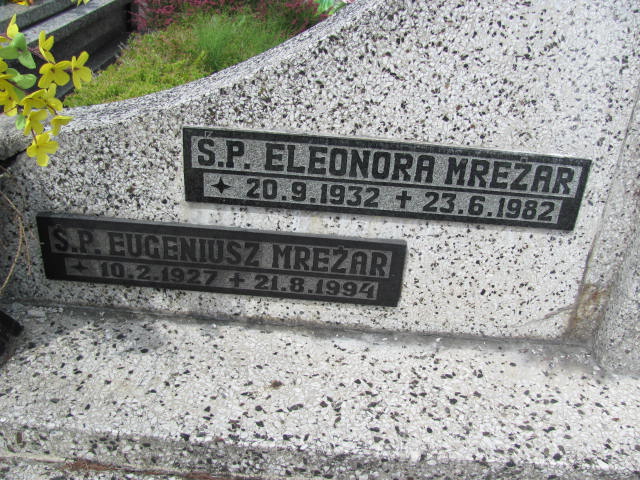 Ś.P. ELEONORA MREŻAR
✦ 20.9.1932 ✝ 23.6.1982
Ś.P. EUGENIUSZ MREŻAR
✦ 10.2.1927 ✝ 21.8.1994